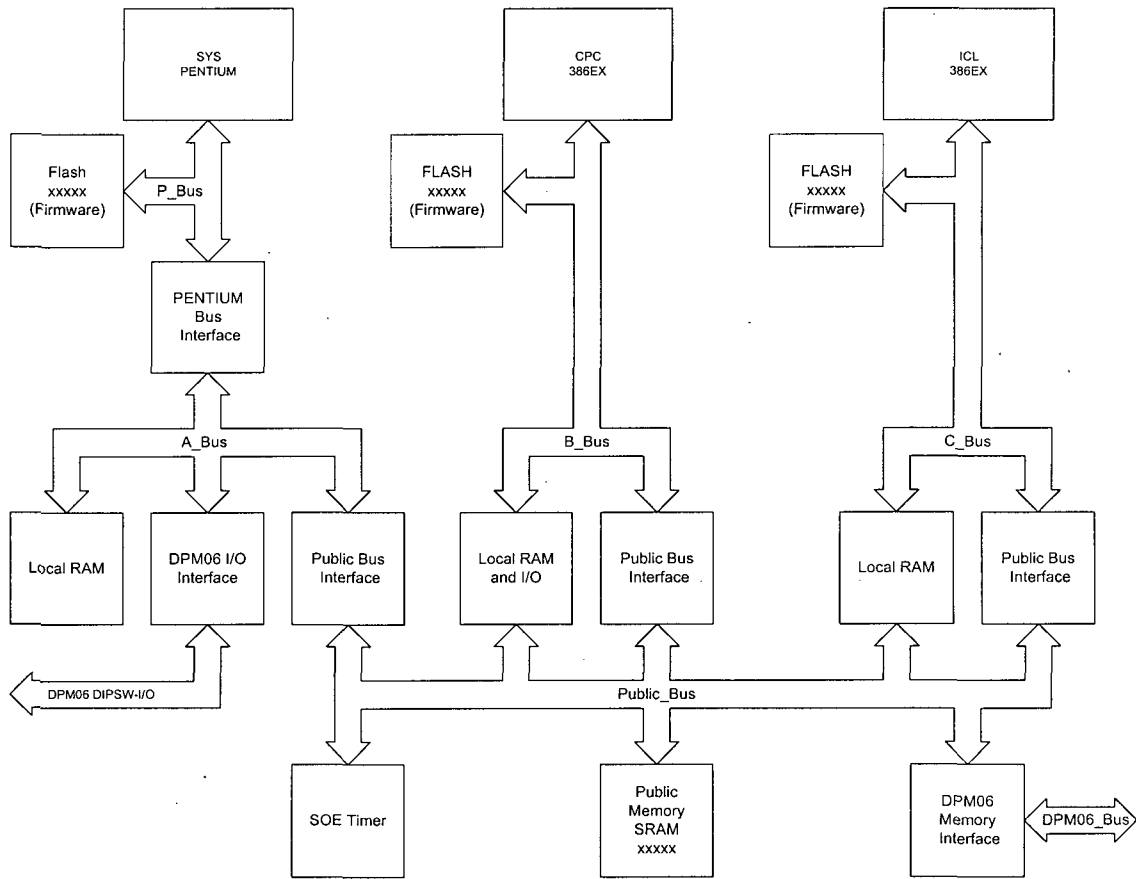 SYS
PENTIUM
CPC
386EX
ICL
386EX
Flash
xxxxx
(Firmware)
P_Bus
FLASH
xxxxx
(Firmware)
FLASH
xxxxx
(Firmware)
PENTIUM
Bus
Interface
A_Bus
B_Bus
C_Bus
Local RAM
DPM06 I/O
Interface
Public Bus
Interface
Local RAM
and I/O
Public Bus
Interface
Local RAM
Public Bus
Interface
DPM06 DIPSW-I/O
Public_Bus
SOE Timer
Public
Memory
SRAM
xxxxx
DPM06
Memory
Interface
DPM06_Bus